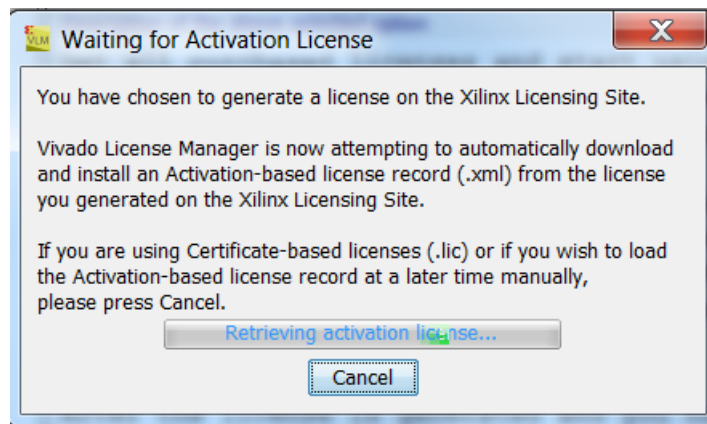 VLM Waiting for Activation License
You have chosen to generate a license on the Xilinx Licensing Site.
Vivado License Manager is now attempting to automatically download
and install an Activation-based license record (.xml) from the license
you generated on the Xilinx Licensing Site.
If you are using Certificate-based licenses (.lic) or if you wish to load
the Activation-based license record at a later time manually,
please press Cancel.
Retrieving activation license...
Cancel